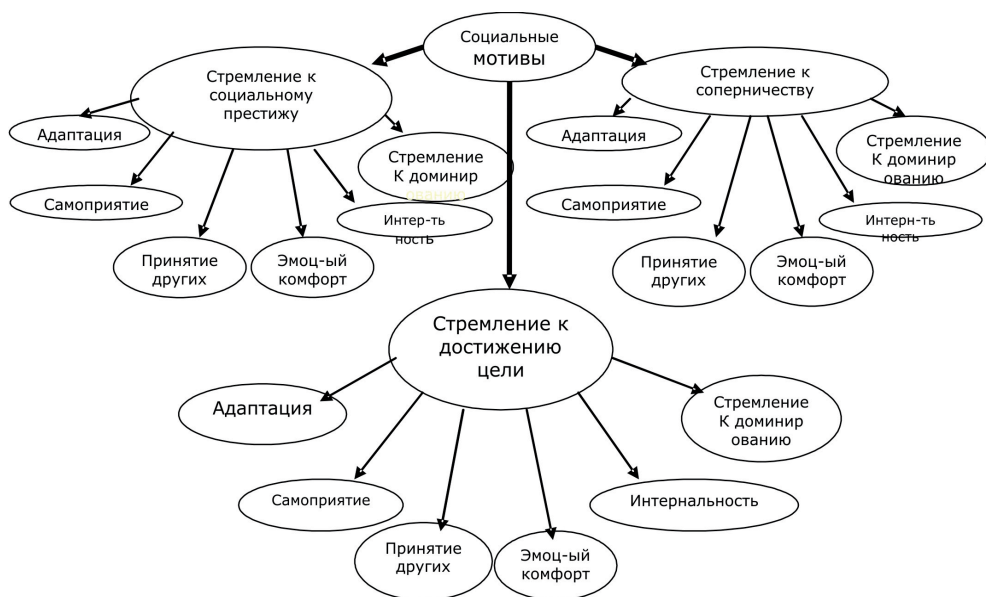 Социальные
мотивы
Стремление к
социальному
престижу
Стремление к
соперничеству
Адаптация
Самоприятие
Принятие
других
Эмоц-ый
комфорт
Интер-ть
ность
Стремление
К доминир
ованию
Адаптация
Самоприятие
Принятие
других
Эмоц-ый
комфорт
Интерн-ть
ность
Стремление
К доминир
ованию
Стремление к
достижению
цели
Адаптация
Самоприятие
Принятие
других
Эмоц-ый
комфорт
Интернальность
Стремление
К доминир
ованию